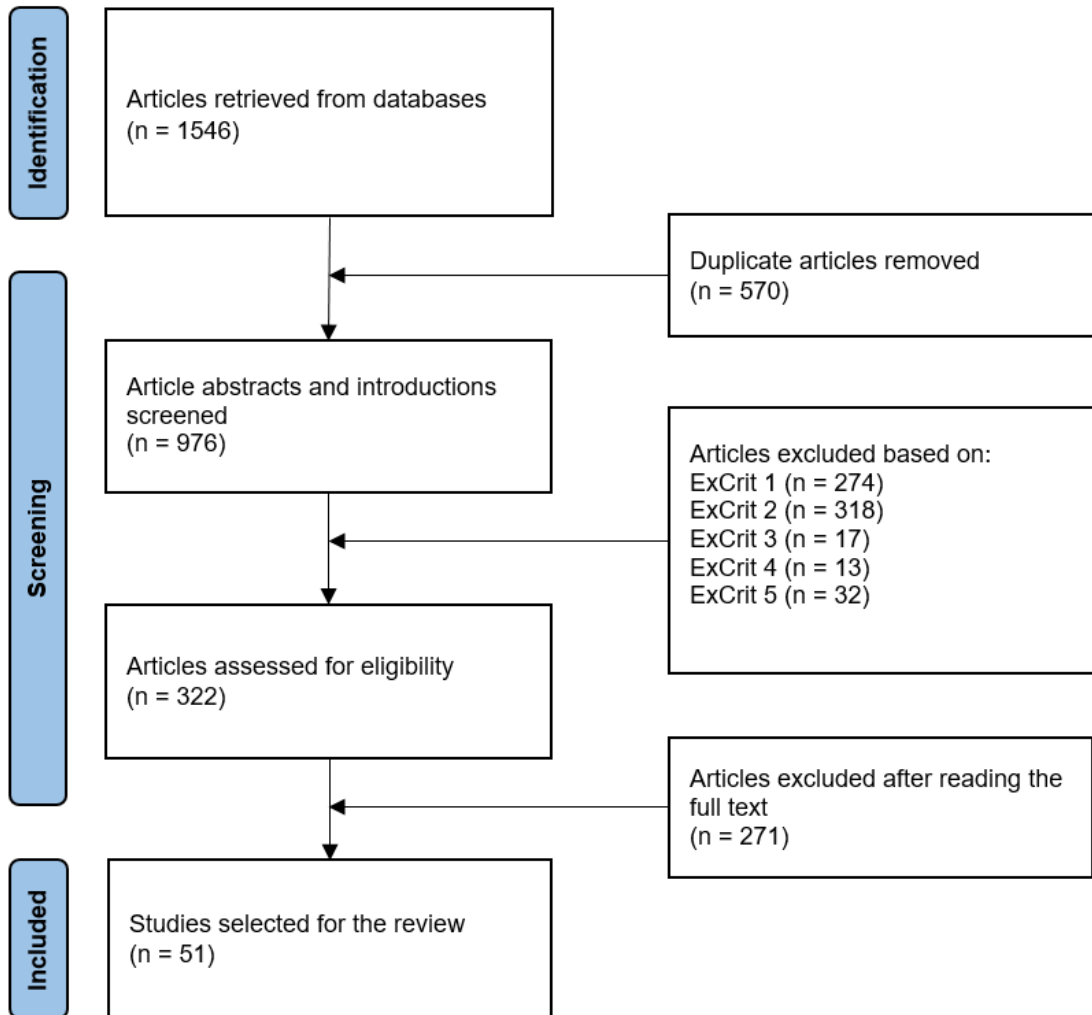 Identification
Articles retrieved from databases
(n = 1546)
Duplicate articles removed
(n = 570)
Screening
Article abstracts and introductions
screened
(n = 976)
Articles excluded based on:
ExCrit 1 (n = 274)
ExCrit 2 (n = 318)
ExCrit 3 (n = 17)
ExCrit 4 (n = 13)
ExCrit 5 (n = 32)
Articles assessed for eligibility
(n = 322)
Articles excluded after reading the
full text
(n = 271)
Included
Studies selected for the review
(n = 51)